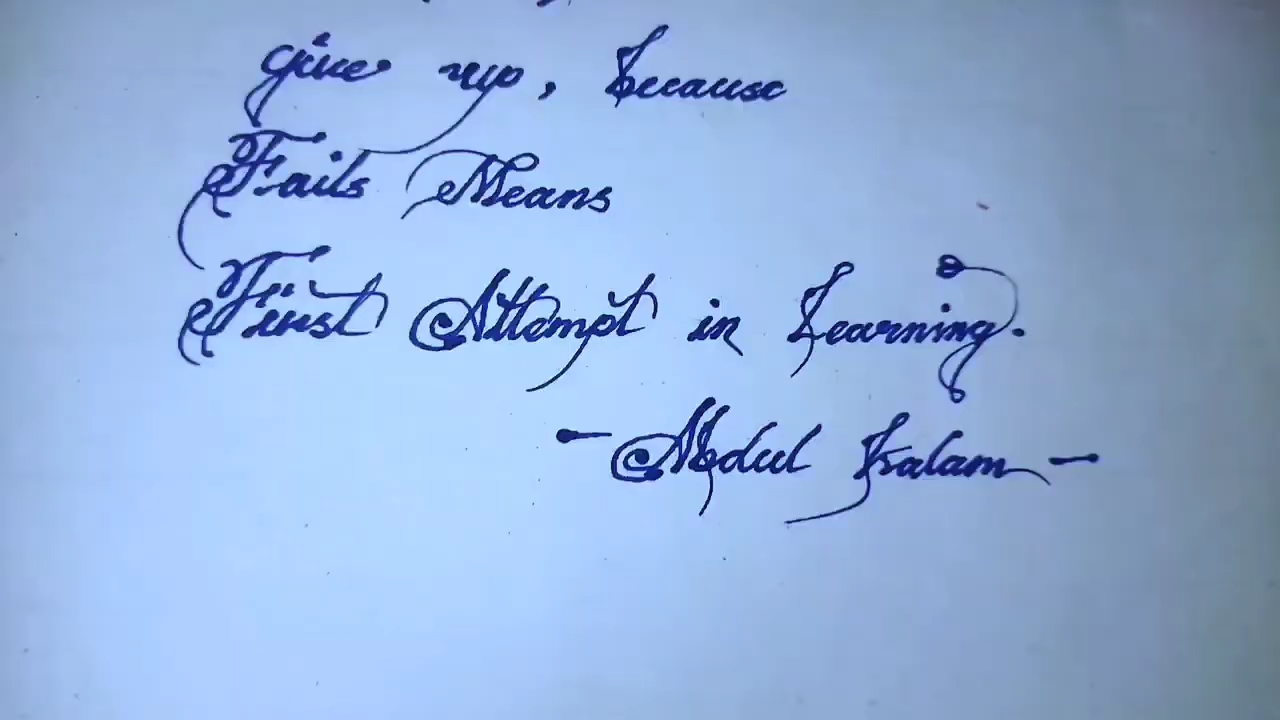 give up, because
Fails Means
First Attempt in Learning.
- Abdul Kalam -